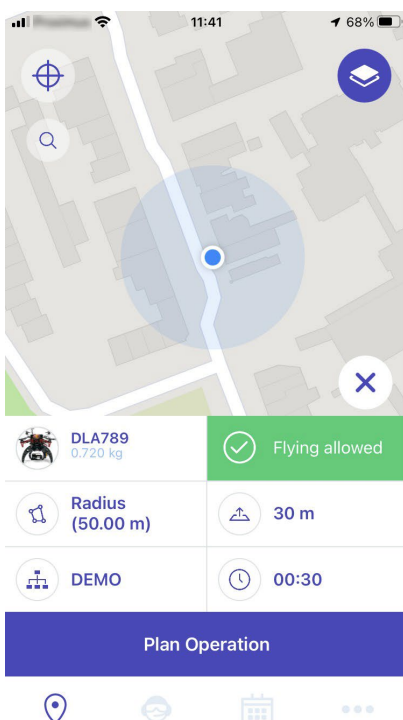 11:41
68%
DLA789
0.720 kg
Flying allowed
Radius
(50.00 m)
30 m
DEMO
00:30
Plan Operation